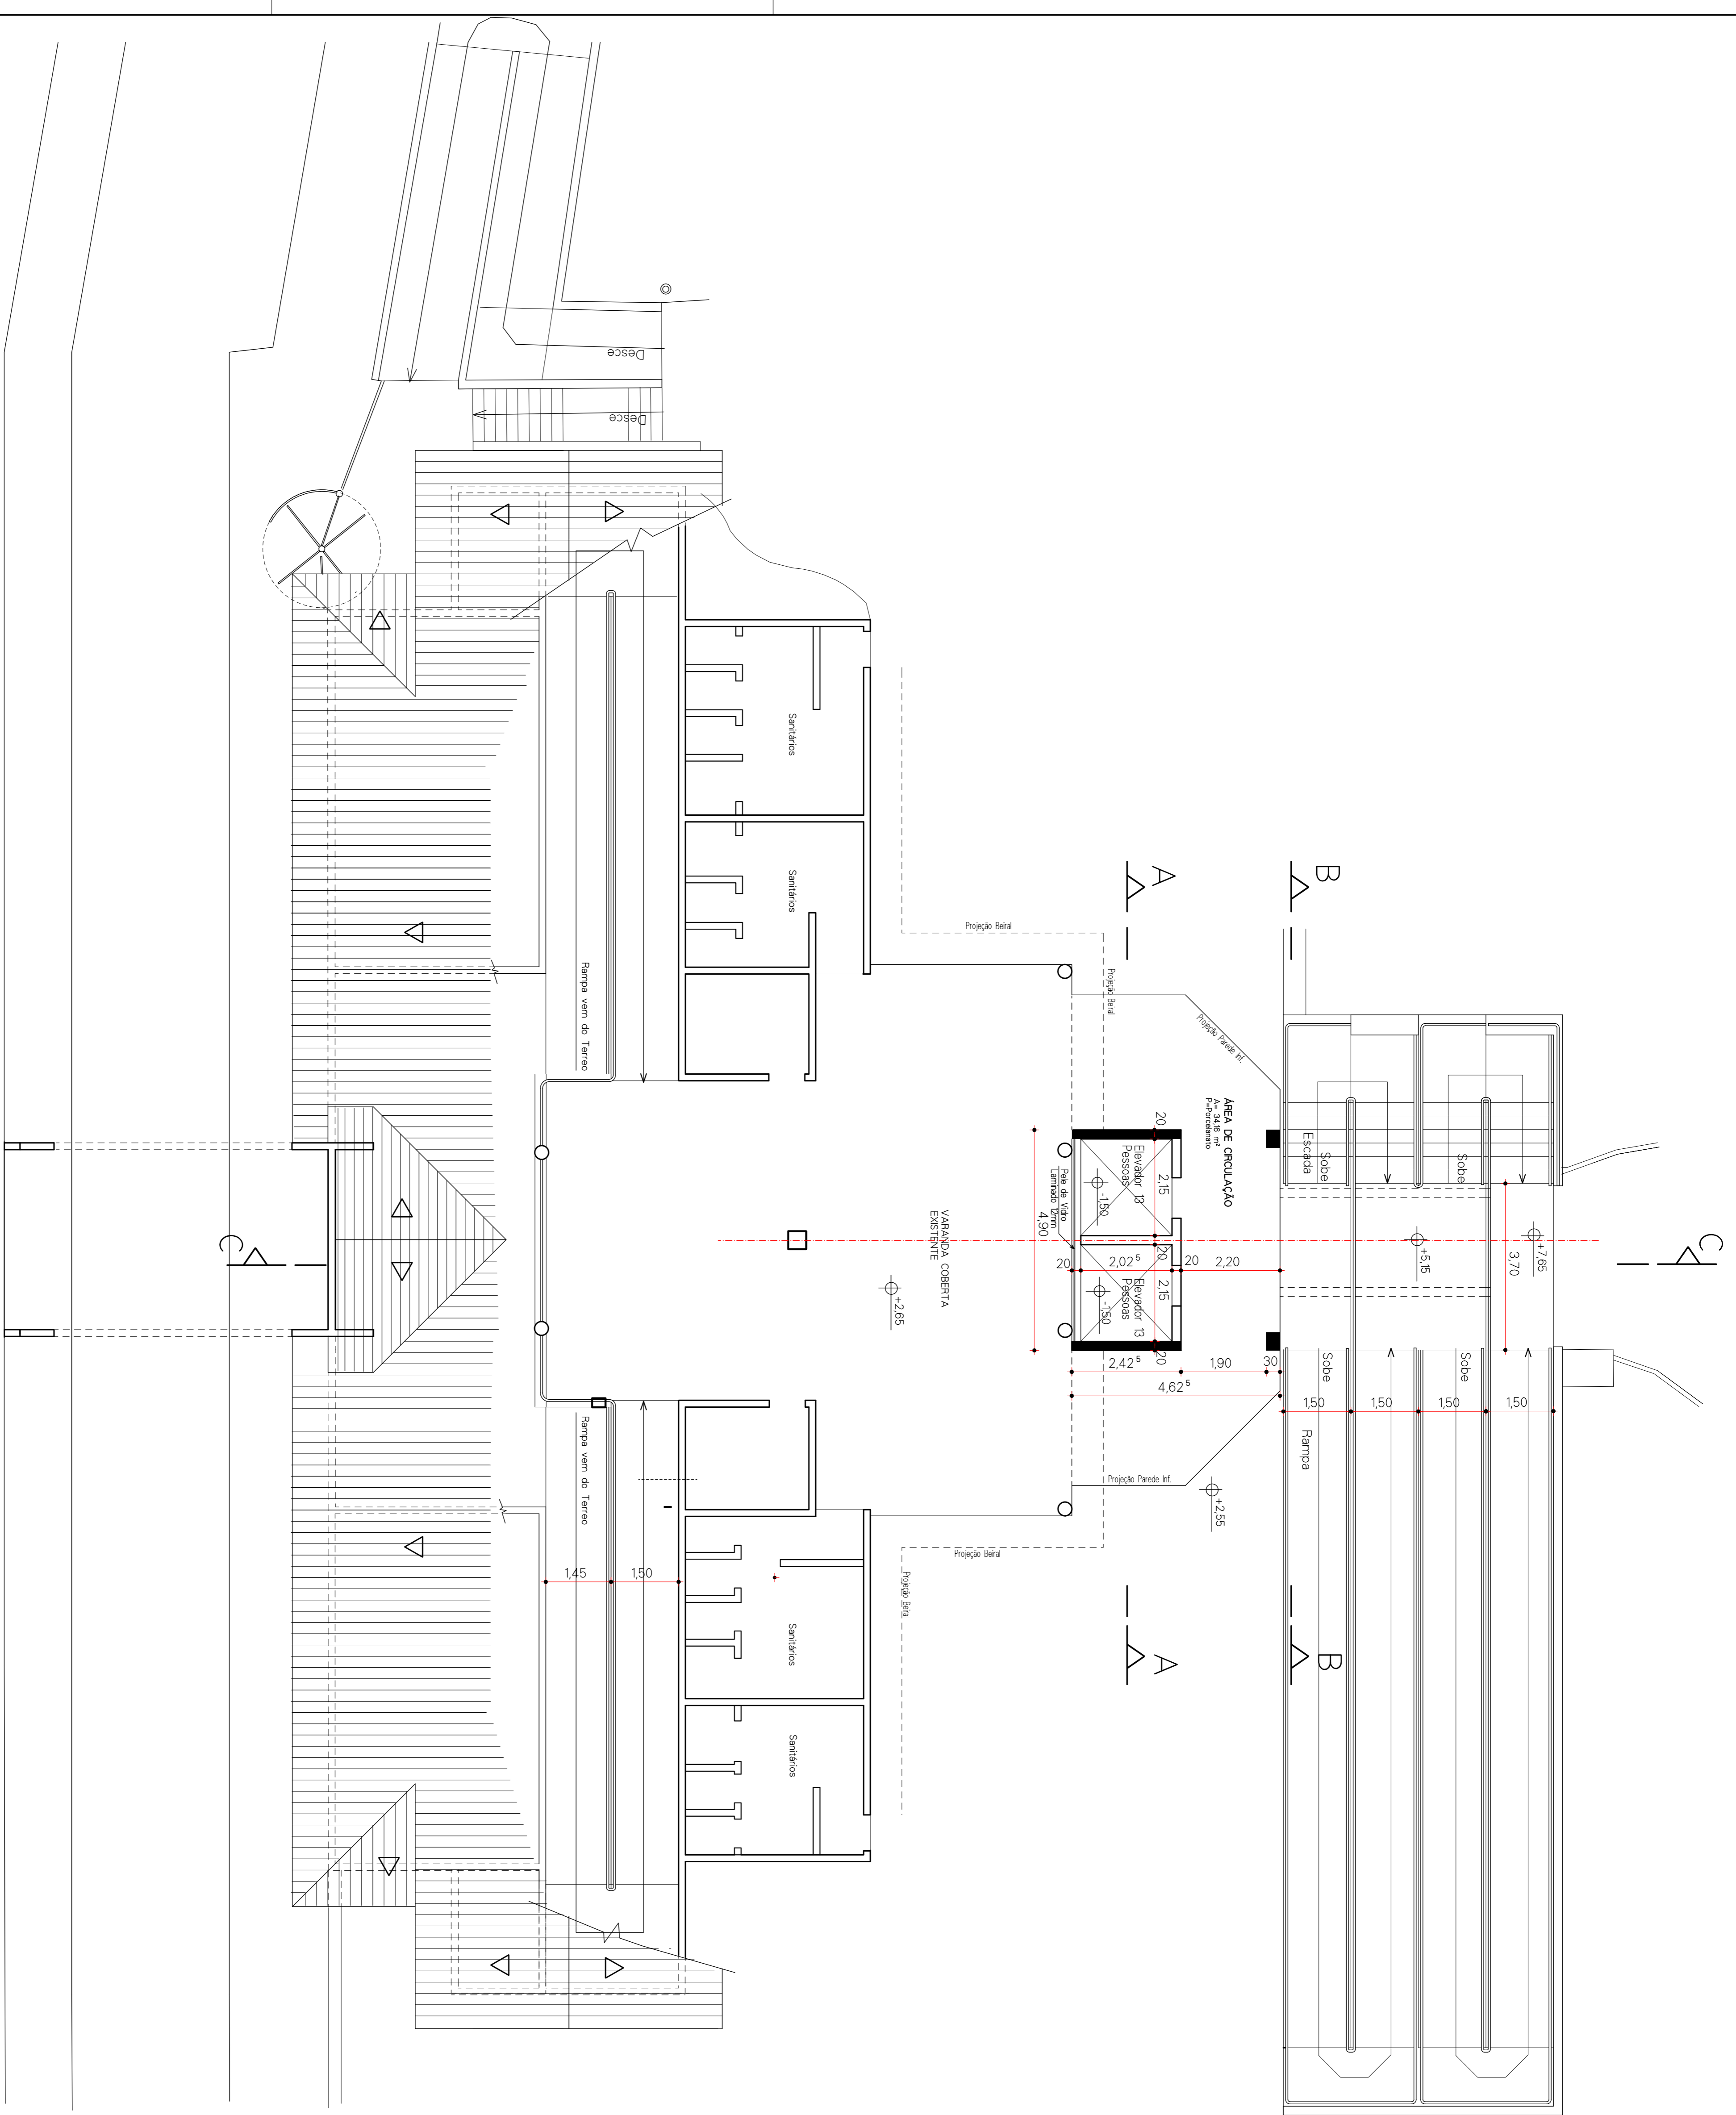 Desce
Desce
Sanitários
Sanitários
Rampa vem do Terreo
Projeção Beiral
Projeção Beiral
Projeção Parede Inf.
A
B
ÁREA DE CIRCULAÇÃO
A= 34,16 m²
P=Porcelanato
Escada
Sobe
Sobe
20
Elevador 13
Pessoas
2,15
-1,50
Pele de Vidro
Laminado 12mm
4,90
VARANDA COBERTA
EXISTENTE
+2,65
20
2,02⁵
20
20
2,20
Elevador 13
Pessoas
2,15
-1,50
20
+5,15
+7,65
3,70
C
C
2,42⁵
1,90
30
4,62⁵
Sobe
Sobe
1,50
1,50
1,50
1,50
Rampa
Rampa vem do Terreo
Projeção Parede Inf.
+2,55
Projeção Beiral
Projeção Beiral
1,45
1,50
Sanitários
Sanitários
A
B